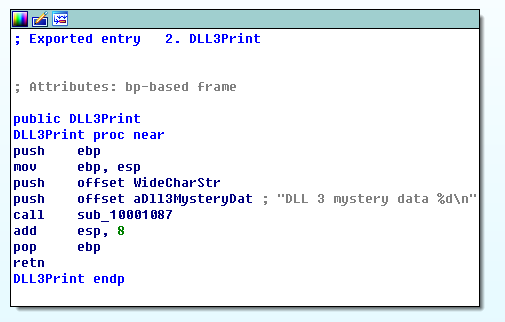 ; Exported entry   2. DLL3Print
; Attributes: bp-based frame
public DLL3Print
DLL3Print proc near
push    ebp
mov     ebp, esp
push    offset WideCharStr
push    offset aDll3MysteryDat ; "DLL 3 mystery data %d\n"
call    sub_10001087
add     esp, 8
pop     ebp
retn
DLL3Print endp